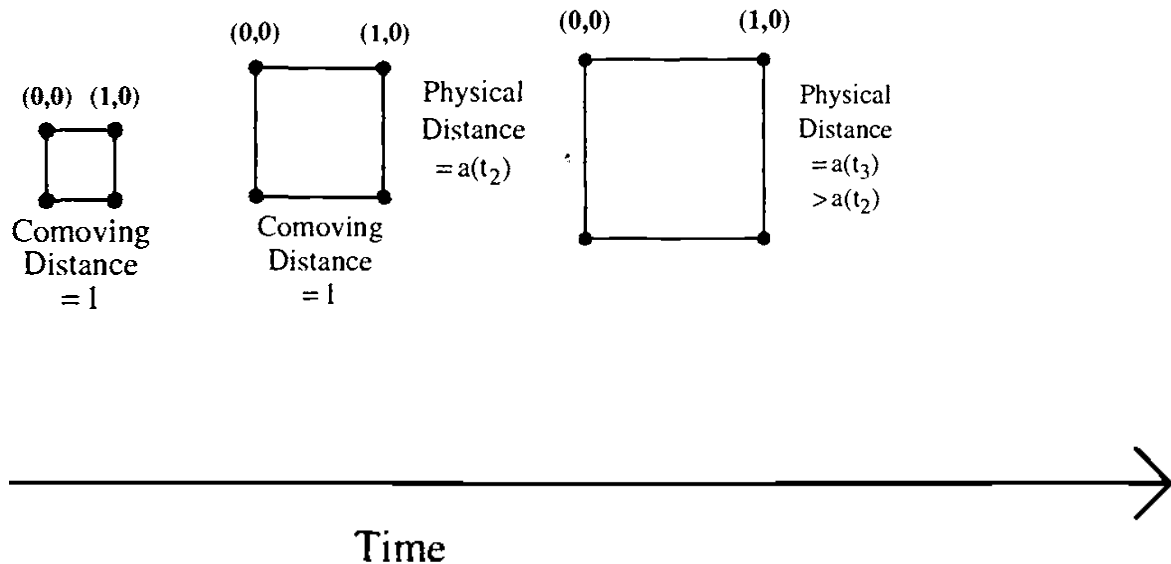 (0,0) (1,0)
Comoving
Distance
= 1
(0,0) (1,0)
Physical
Distance
= a(t₂)
Comoving
Distance
= 1
(0,0) (1,0)
Physical
Distance
= a(t₃)
> a(t₂)
Time